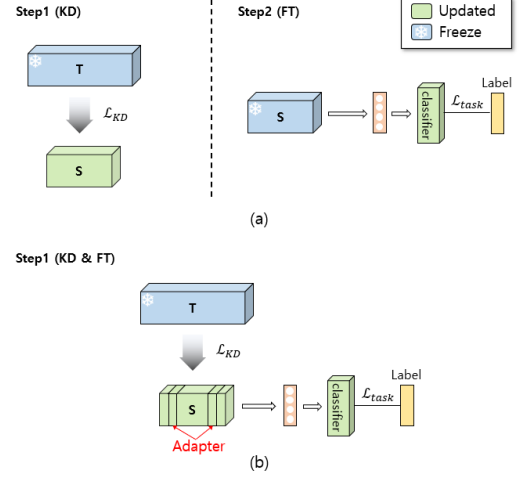 Step1 (KD)
Step2 (FT)
Updated
Freeze
T
ℒ_KD
S
S
classifier
ℒ_task
Label
(a)
Step1 (KD & FT)
T
ℒ_KD
S
Adapter
classifier
ℒ_task
Label
(b)